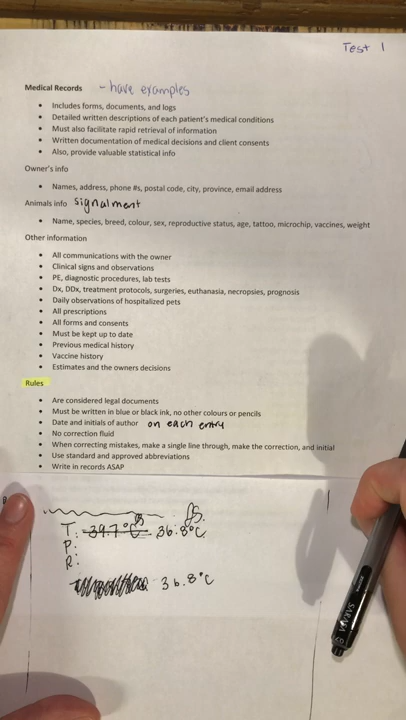 Test 1
Medical Records - have examples
• Includes forms, documents, and logs
• Detailed written descriptions of each patient's medical conditions
• Must also facilitate rapid retrieval of information
• Written documentation of medical decisions and client consents
• Also, provide valuable statistical info
Owner's info
• Names, address, phone #s, postal code, city, province, email address
Animals info signalment
• Name, species, breed, colour, sex, reproductive status, age, tattoo, microchip, vaccines, weight
Other information
• All communications with the owner
• Clinical signs and observations
• PE, diagnostic procedures, lab tests
• Dx, DDx, treatment protocols, surgeries, euthanasia, necropsies, prognosis
• Daily observations of hospitalized pets
• All prescriptions
• All forms and consents
• Must be kept up to date
• Previous medical history
• Vaccine history
• Estimates and the owners decisions
Rules
• Are considered legal documents
• Must be written in blue or black ink, no other colours or pencils
• Date and initials of author on each entry
• No correction fluid
• When correcting mistakes, make a single line through, make the correction, and initial
• Use standard and approved abbreviations
• Write in records ASAP
T: 39.7°C 36.8°C
P:
R:
36.8°C
SARASA